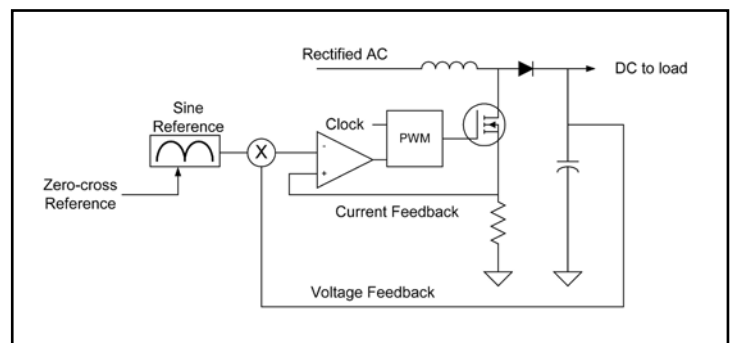 Rectified AC
DC to load
Sine
Reference
Clock
PWM
X
-
+
Zero-cross
Reference
Current Feedback
Voltage Feedback